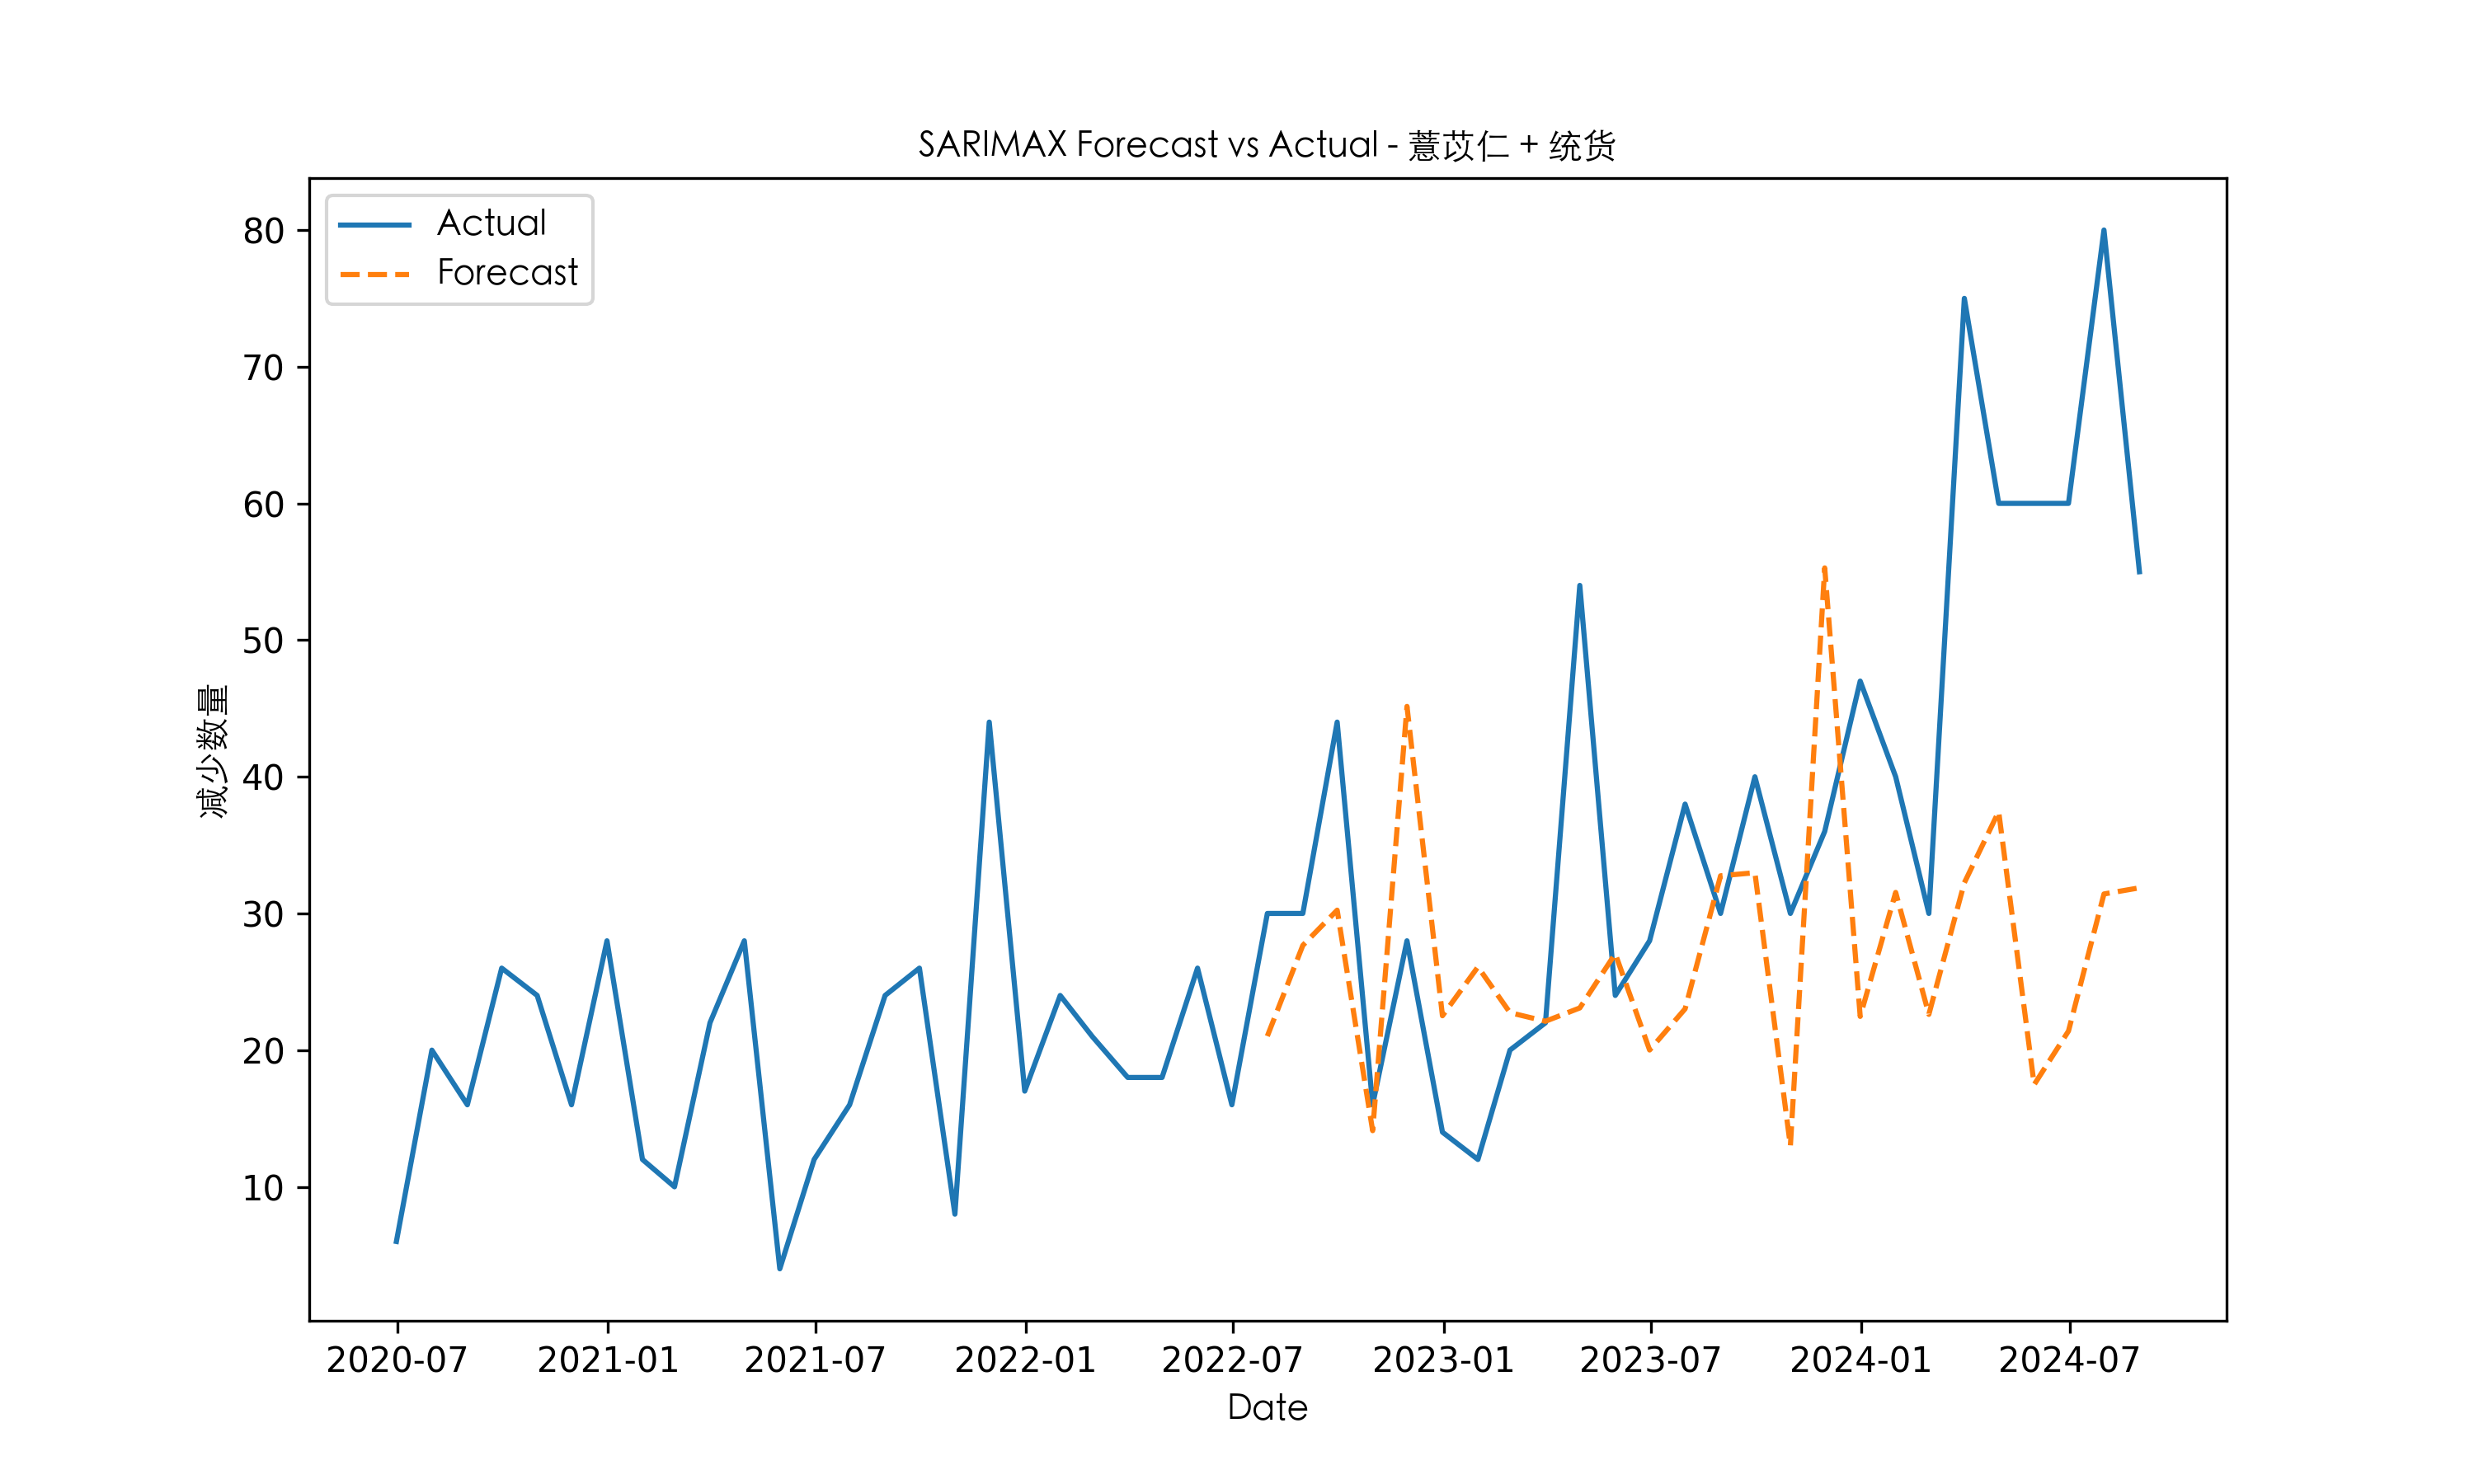 SARIMAX Forecast vs Actual - 薏苡仁 + 统货
Actual
Forecast
80
70
60
50
40
30
20
10
减少数量
2020-07 2021-01 2021-07 2022-01 2022-07 2023-01 2023-07 2024-01 2024-07
Date